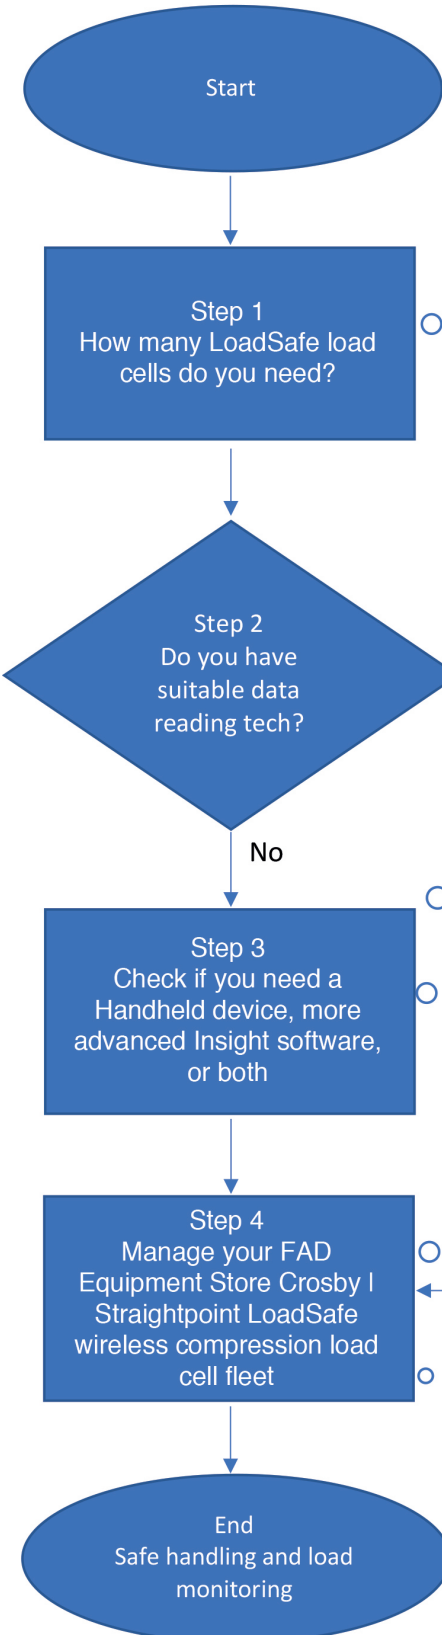 Start
Step 1
How many LoadSafe load
cells do you need?
Step 2
Do you have
suitable data
reading tech?
No
Step 3
Check if you need a
Handheld device, more
advanced Insight software,
or both
Step 4
Manage your FAD
Equipment Store Crosby |
Straightpoint LoadSafe
wireless compression load
cell fleet
End
Safe handling and load
monitoring